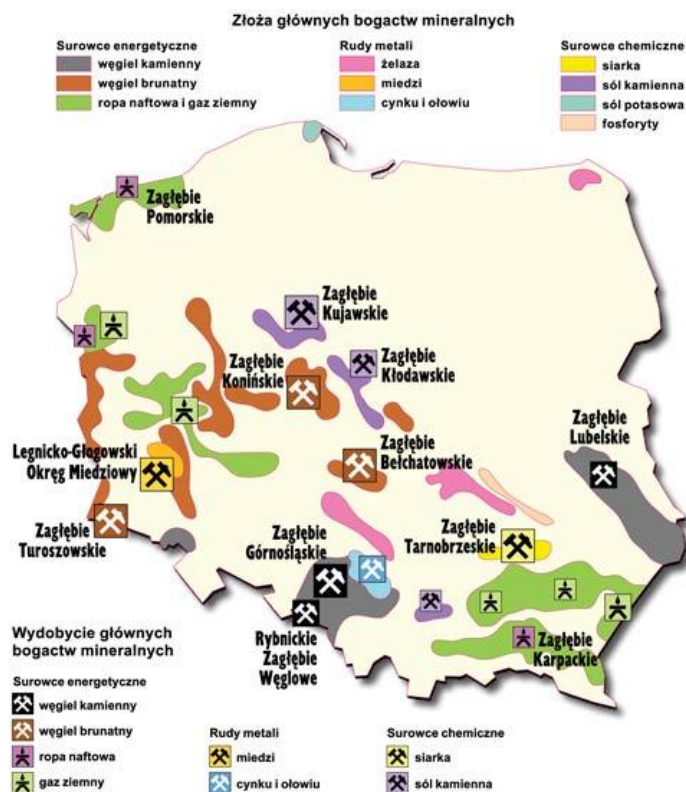 Złoża głównych bogactw mineralnych
Surowce energetyczne
węgiel kamienny
węgiel brunatny
ropa naftowa i gaz ziemny
Rudy metali
żelaza
miedzi
cynku i ołowiu
Surowce chemiczne
siarka
sól kamienna
sól potasowa
fosforyty
Zagłębie
Pomorskie
Zagłębie
Kujawskie
Zagłębie
Konińskie
Zagłębie
Kłodawskie
Zagłębie
Lubelskie
Legnicko-Głogowski
Okręg Miedziowy
Zagłębie
Bełchatowskie
Zagłębie
Turoszowskie
Zagłębie
Górnośląskie
Zagłębie
Tarnobrzeskie
Rybnickie
Zagłębie
Węglowe
Zagłębie
Karpackie
Wydobycie głównych
bogactw mineralnych
Surowce energetyczne
węgiel kamienny
węgiel brunatny
ropa naftowa
gaz ziemny
Rudy metali
miedzi
cynku i ołowiu
Surowce chemiczne
siarka
sól kamienna